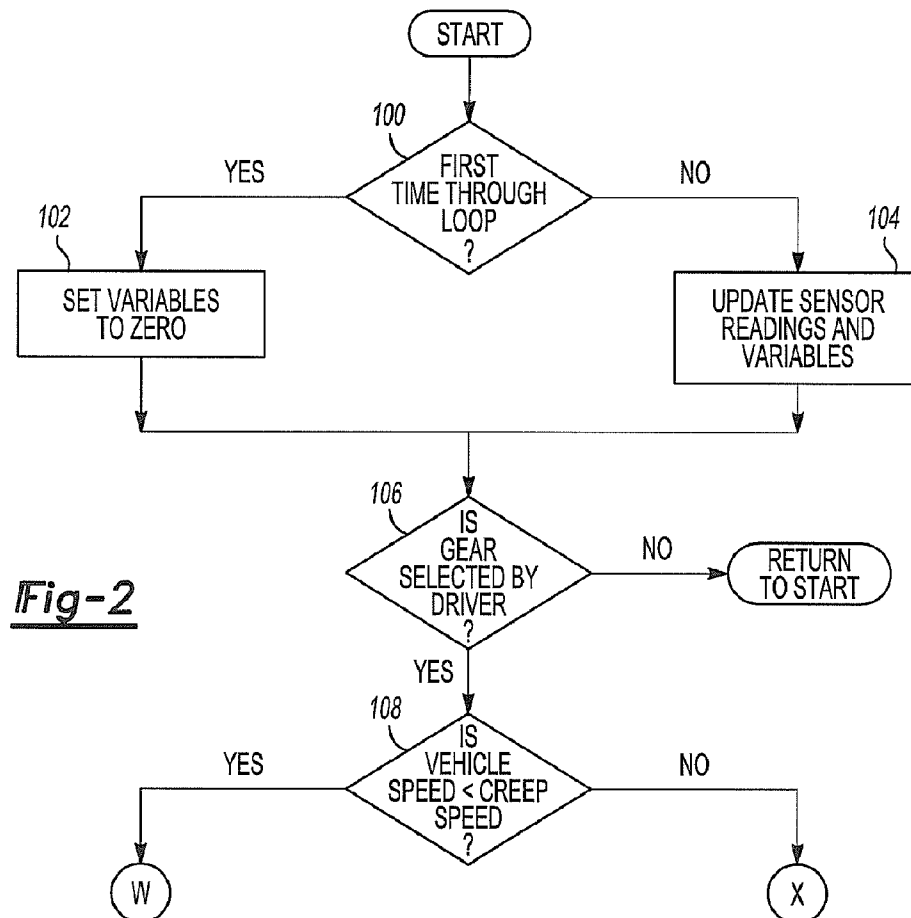 START
100
FIRST
TIME THROUGH
LOOP
?
YES
NO
102
SET VARIABLES
TO ZERO
104
UPDATE SENSOR
READINGS AND
VARIABLES
106
IS
GEAR
SELECTED BY
DRIVER
?
NO
RETURN
TO START
Fig-2
YES
108
IS
VEHICLE
SPEED < CREEP
SPEED
?
YES
NO
W
X